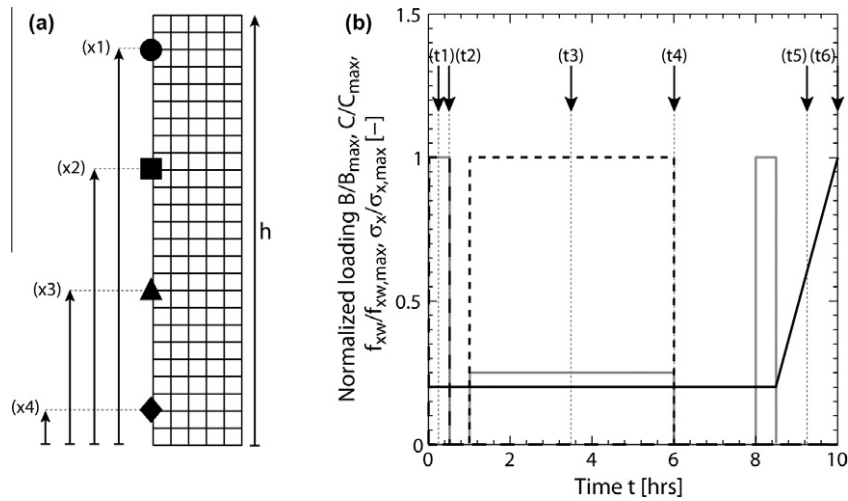 (a)
(x1)
(x2)
(x3)
(x4)
h
(b)
Normalized loading B/Bmax, C/Cmax,
fxw/fxw,max, σx/σx,max [−]
1.5
1
0.5
0
(t1) (t2) (t3) (t4) (t5) (t6)
0 2 4 6 8 10
Time t [hrs]